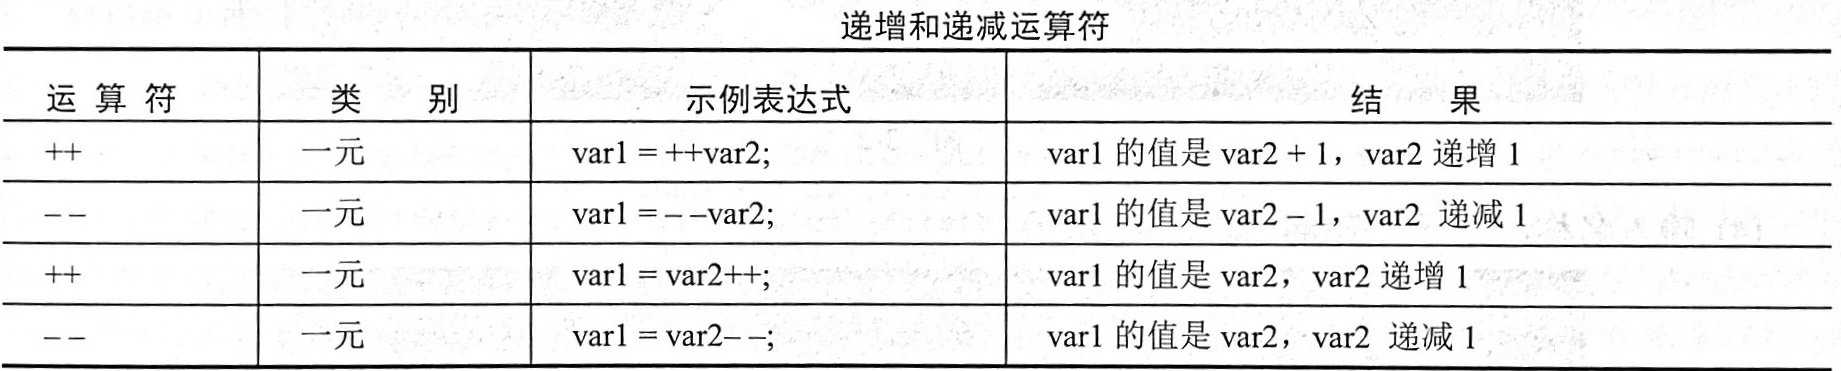 递增和递减运算符
运 算 符 类 别 示例表达式 结 果
++ 一元 var1 = ++var2; var1 的值是 var2 + 1，var2 递增 1
– – 一元 var1 = – –var2; var1 的值是 var2 – 1，var2 递减 1
++ 一元 var1 = var2++; var1 的值是 var2，var2 递增 1
– – 一元 var1 = var2– –; var1 的值是 var2，var2 递减 1